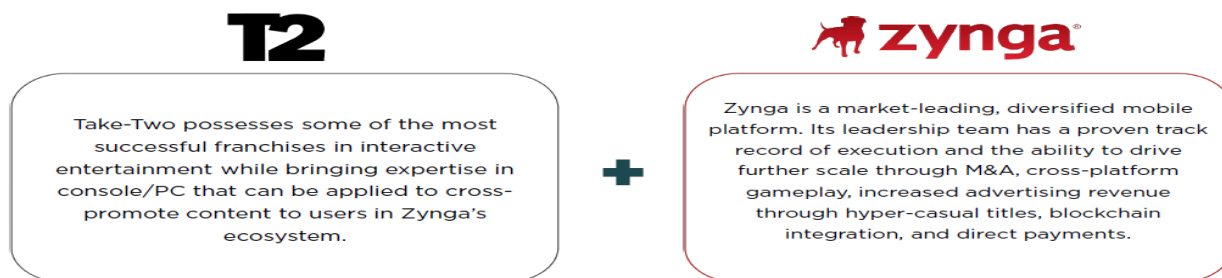 T2
Take-Two possesses some of the most
successful franchises in interactive
entertainment while bringing expertise in
console/PC that can be applied to cross-
promote content to users in Zynga's
ecosystem.
+
zynga®
Zynga is a market-leading, diversified mobile
platform. Its leadership team has a proven track
record of execution and the ability to drive
further scale through M&A, cross-platform
gameplay, increased advertising revenue
through hyper-casual titles, blockchain
integration, and direct payments.